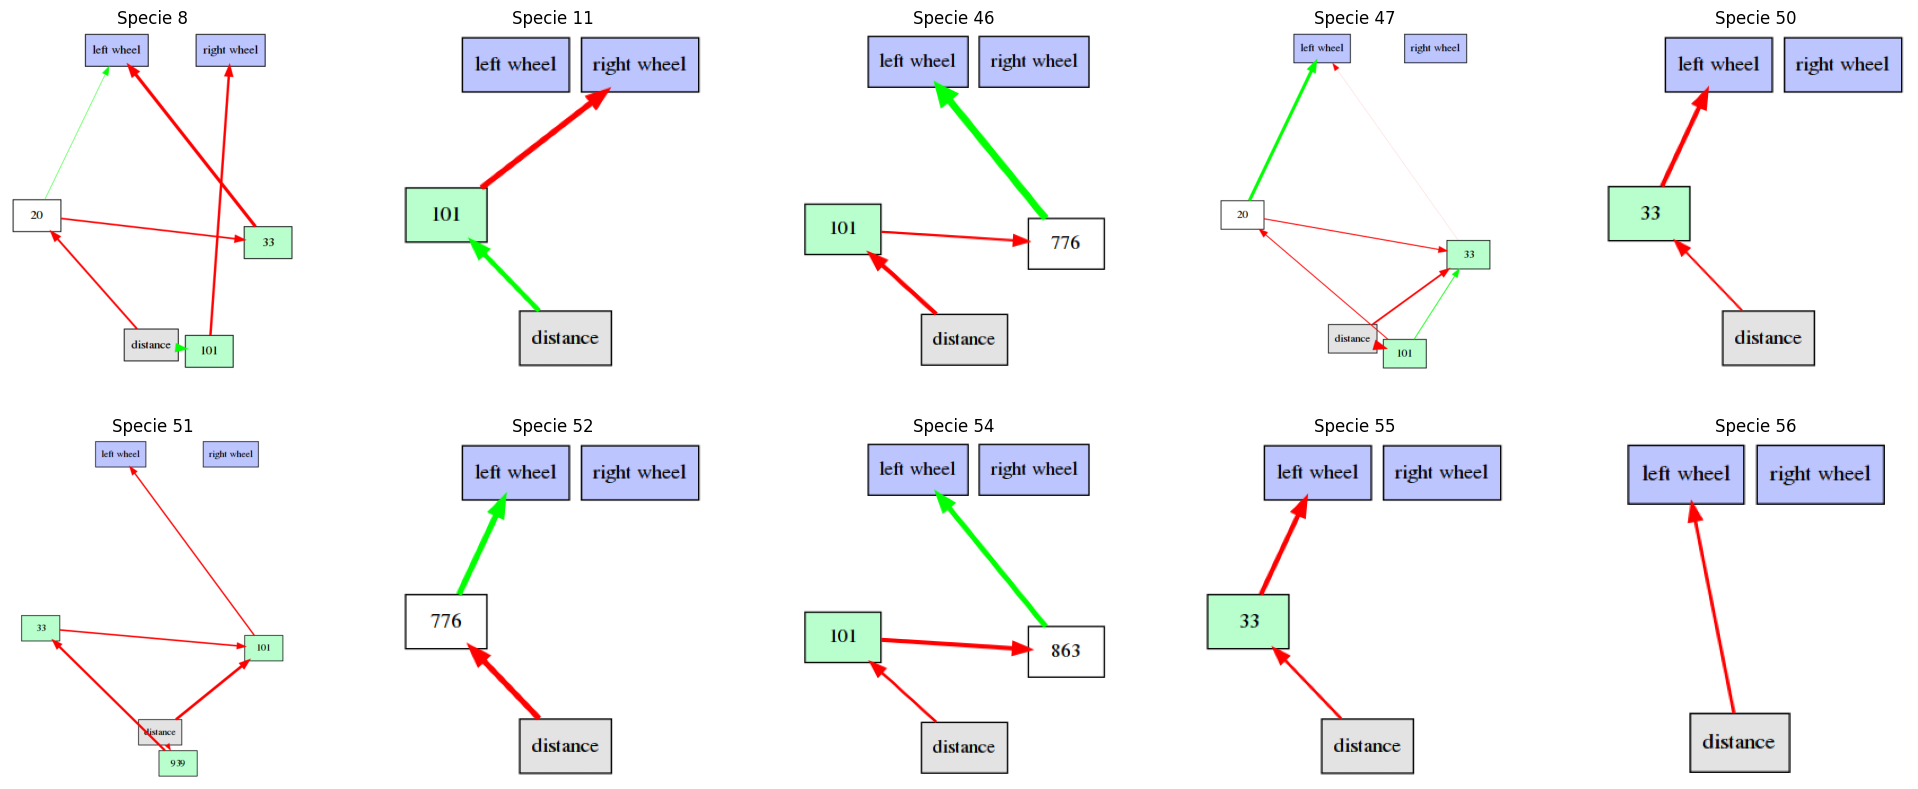 Specie 8
left wheel
right wheel
20
33
distance
101
Specie 11
left wheel
right wheel
101
distance
Specie 46
left wheel
right wheel
101
776
distance
Specie 47
left wheel
right wheel
20
33
distance
101
Specie 50
left wheel
right wheel
33
distance
Specie 51
left wheel
right wheel
33
101
distance
939
Specie 52
left wheel
right wheel
776
distance
Specie 54
left wheel
right wheel
101
863
distance
Specie 55
left wheel
right wheel
33
distance
Specie 56
left wheel
right wheel
distance